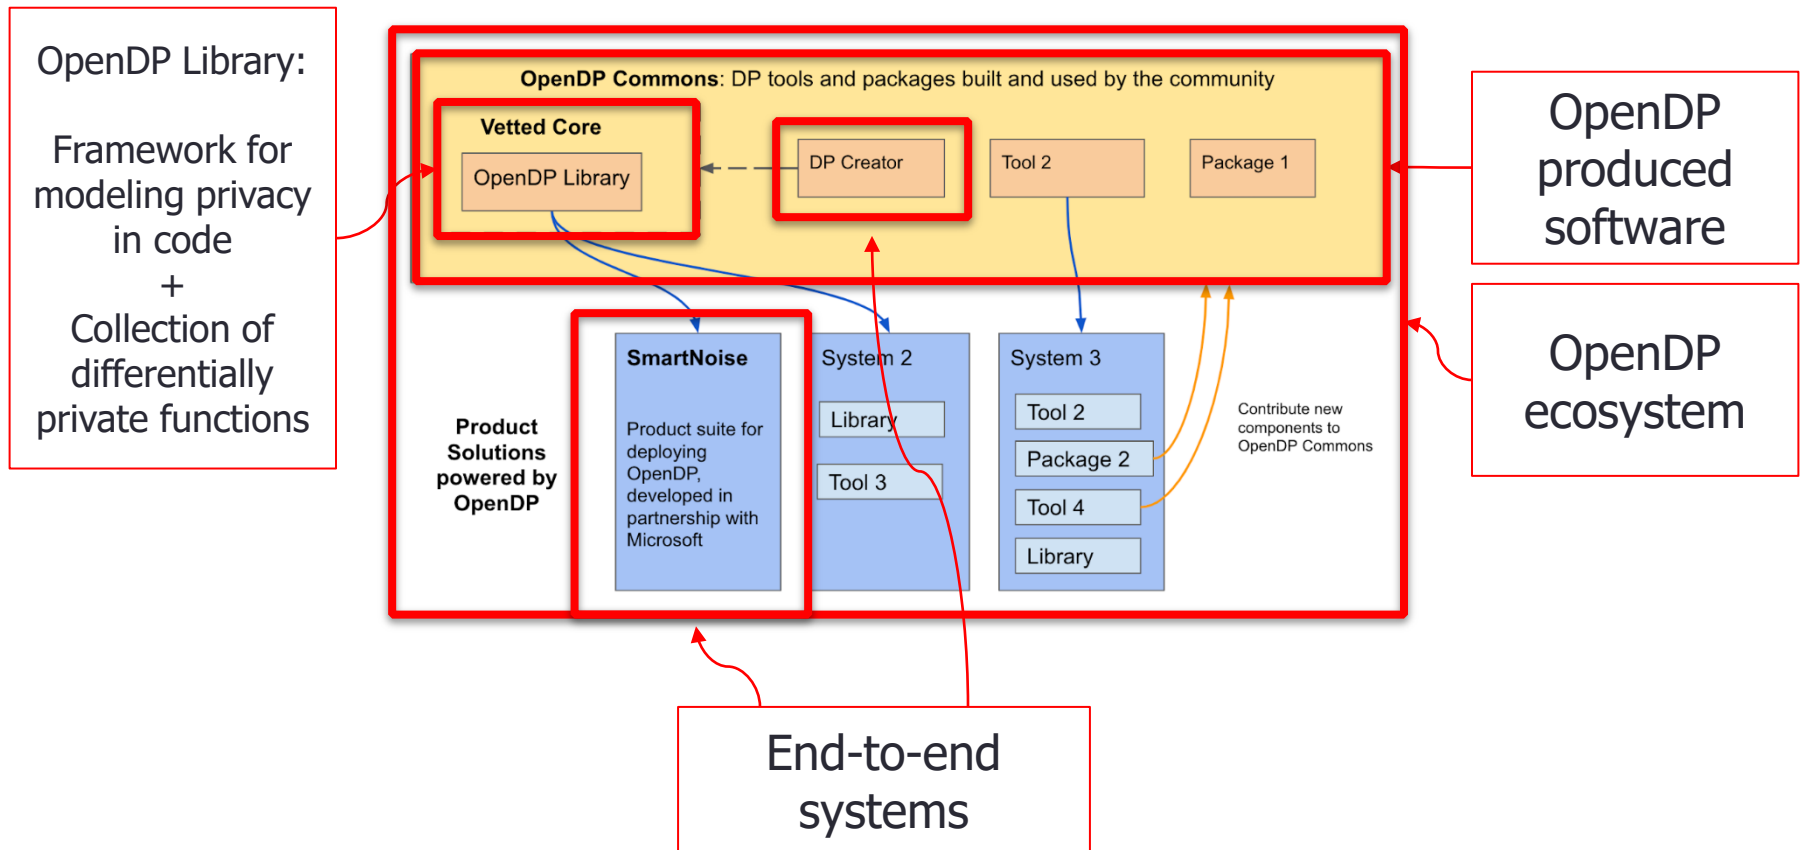 OpenDP Library:
Framework for
modeling privacy
in code
+
Collection of
differentially
private functions
OpenDP Commons: DP tools and packages built and used by the community
Vetted Core
OpenDP Library
DP Creator
Tool 2
Package 1
OpenDP
produced
software
OpenDP
ecosystem
Product
Solutions
powered by
OpenDP
SmartNoise
Product suite for
deploying
OpenDP,
developed in
partnership with
Microsoft
System 2
Library
Tool 3
System 3
Tool 2
Package 2
Tool 4
Library
Contribute new
components to
OpenDP Commons
End-to-end
systems